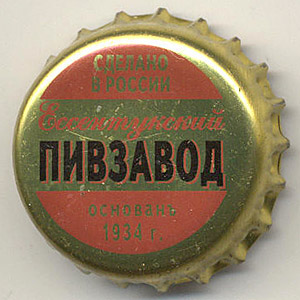 СДЕЛАНО
В РОССИИ
Ессентукский
ПИВЗАВОД
основанъ
1934 г.